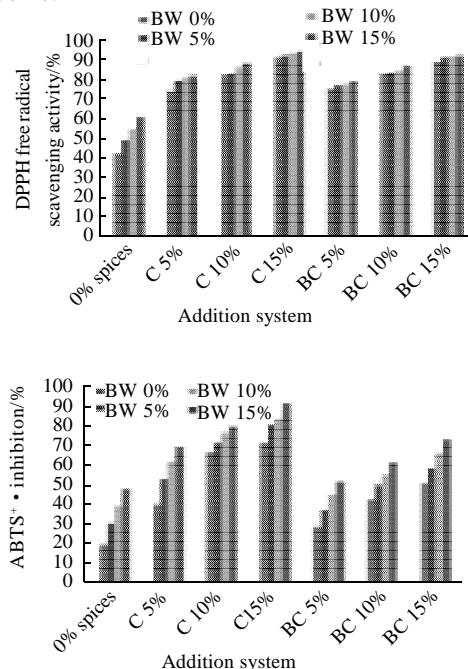 BW 0% BW 10%
BW 5% BW 15%
100
90
80
70
60
50
40
30
20
10
0
DPPH free radical
scavenging activity/%
0% spices C 5% C 10% C 15% BC 5% BC 10% BC 15%
Addition system
BW 0% BW 10%
BW 5% BW 15%
100
90
80
70
60
50
40
30
20
10
0
ABTS⁺ • inhibiton/%
0% spices C 5% C 10% C15% BC 5% BC 10% BC 15%
Addition system